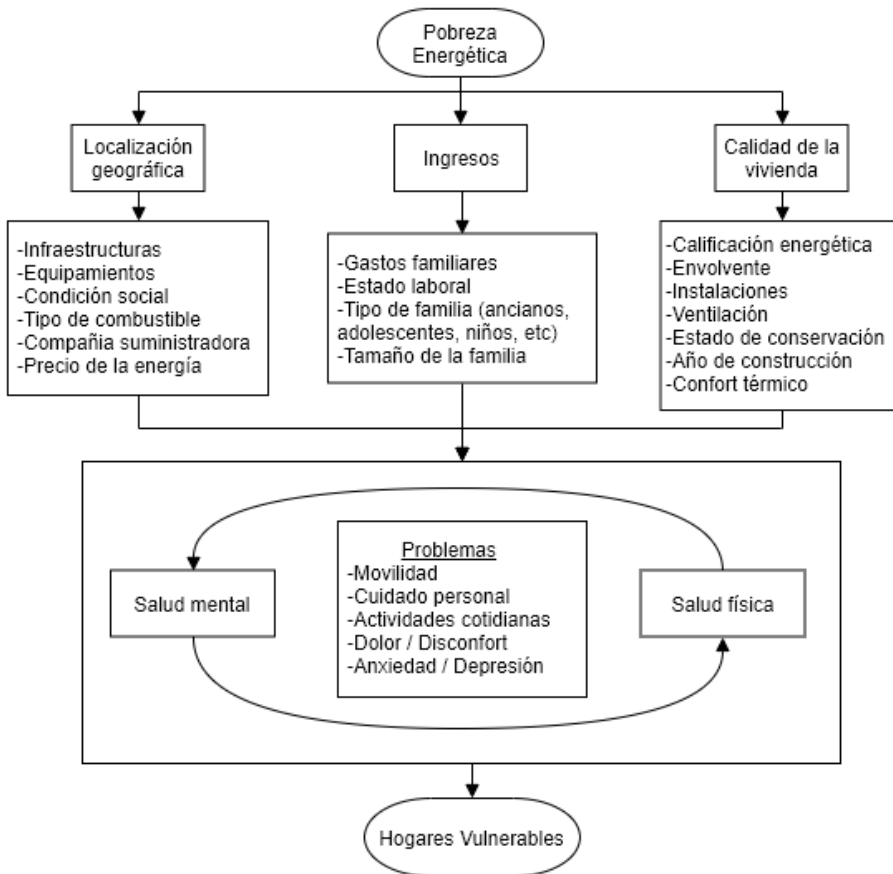 Pobreza
Energética
Localización
geográfica
Ingresos
Calidad de la
vivienda
-Infraestructuras
-Equipamientos
-Condición social
-Tipo de combustible
-Compañia suministradora
-Precio de la energía
-Gastos familiares
-Estado laboral
-Tipo de familia (ancianos,
adolescentes, niños, etc)
-Tamaño de la familia
-Calificación energética
-Envolvente
-Instalaciones
-Ventilación
-Estado de conservación
-Año de construcción
-Confort térmico
Salud mental
Problemas
-Movilidad
-Cuidado personal
-Actividades cotidianas
-Dolor / Disconfort
-Anxiedad / Depresión
Salud física
Hogares Vulnerables